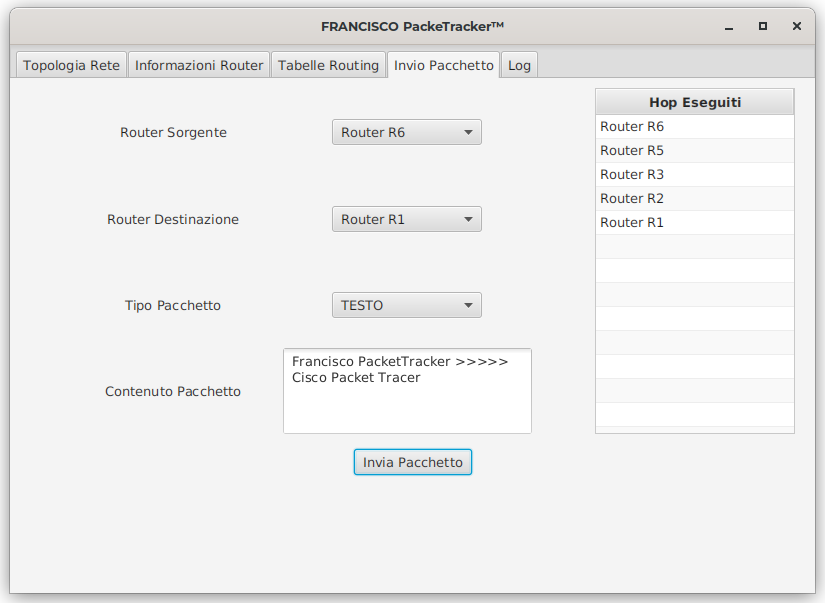 FRANCISCO PackeTracker™
Topologia Rete Informazioni Router Tabelle Routing Invio Pacchetto Log
Router Sorgente
Router R6
Router Destinazione
Router R1
Tipo Pacchetto
TESTO
Contenuto Pacchetto
Francisco PacketTracker >>>>>
Cisco Packet Tracer
Invia Pacchetto
Hop Eseguiti
Router R6
Router R5
Router R3
Router R2
Router R1